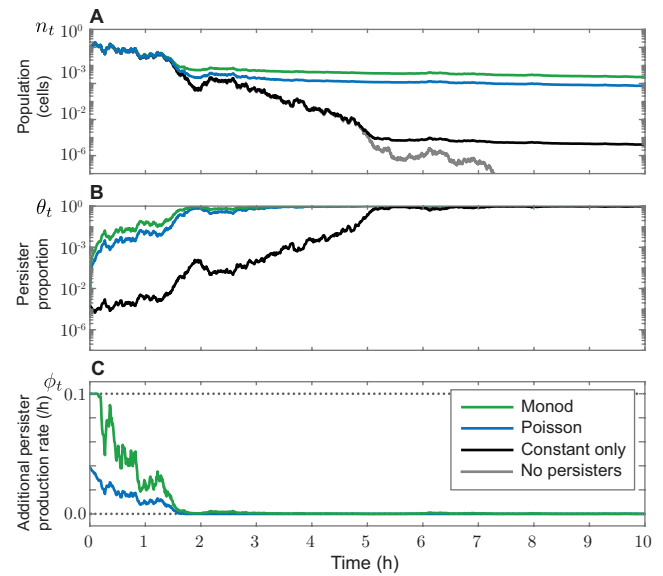 A
n_t
10^0
10^-3
10^-2
10^-6
Population
(cells)
B
θ_t
10^0
10^-3
10^-2
10^-6
Persister
proportion
C
ϕ_t
0.1
0.0
Additional persister
production rate (/h)
Monod
Poisson
Constant only
No persisters
0 1 2 3 4 5 6 7 8 9 10
Time (h)